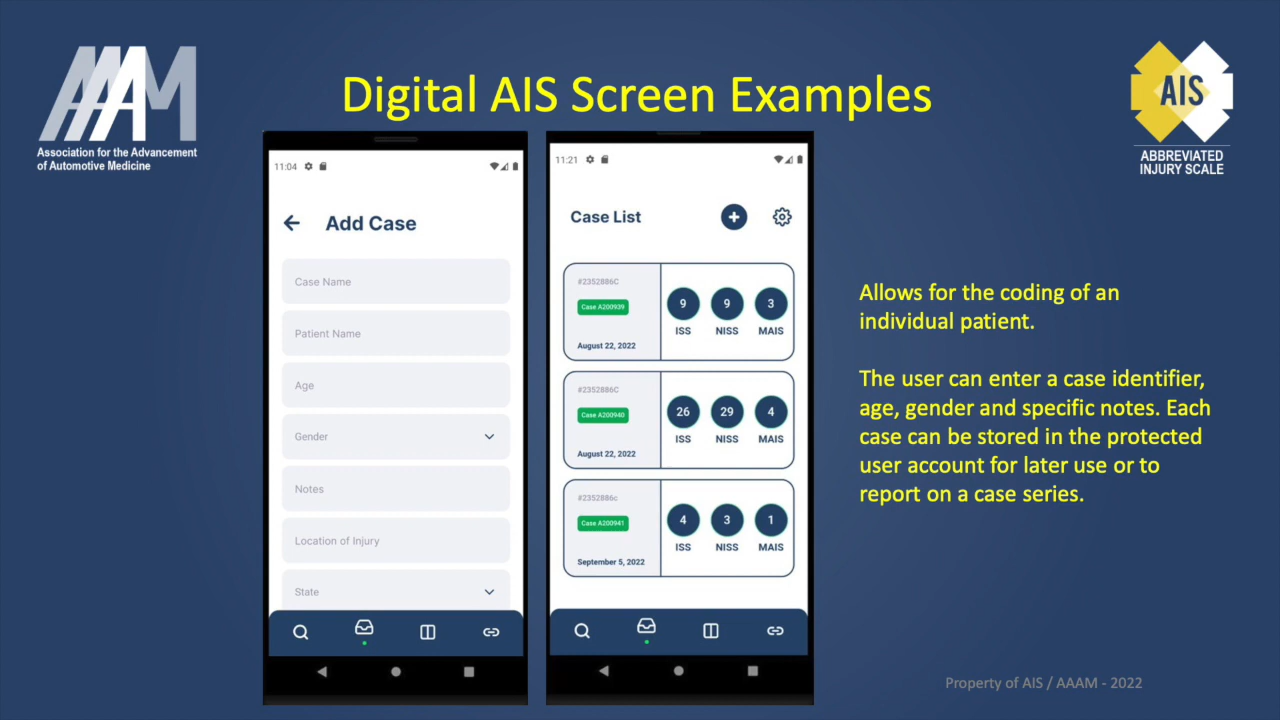 AAAM
Association for the Advancement
of Automotive Medicine
Digital AIS Screen Examples
AIS
ABBREVIATED
INJURY SCALE
11:04
Add Case
Case Name
Patient Name
Age
Gender
Notes
Location of Injury
State
11:21
Case List
#2352886C
Case A200939
August 22, 2022
9 9 3
ISS NISS MAIS
#2352886C
Case A200940
August 22, 2022
26 29 4
ISS NISS MAIS
#2352886c
Case A200941
September 5, 2022
4 3 1
ISS NISS MAIS
Allows for the coding of an
individual patient.
The user can enter a case identifier,
age, gender and specific notes. Each
case can be stored in the protected
user account for later use or to
report on a case series.
Property of AIS / AAAM - 2022